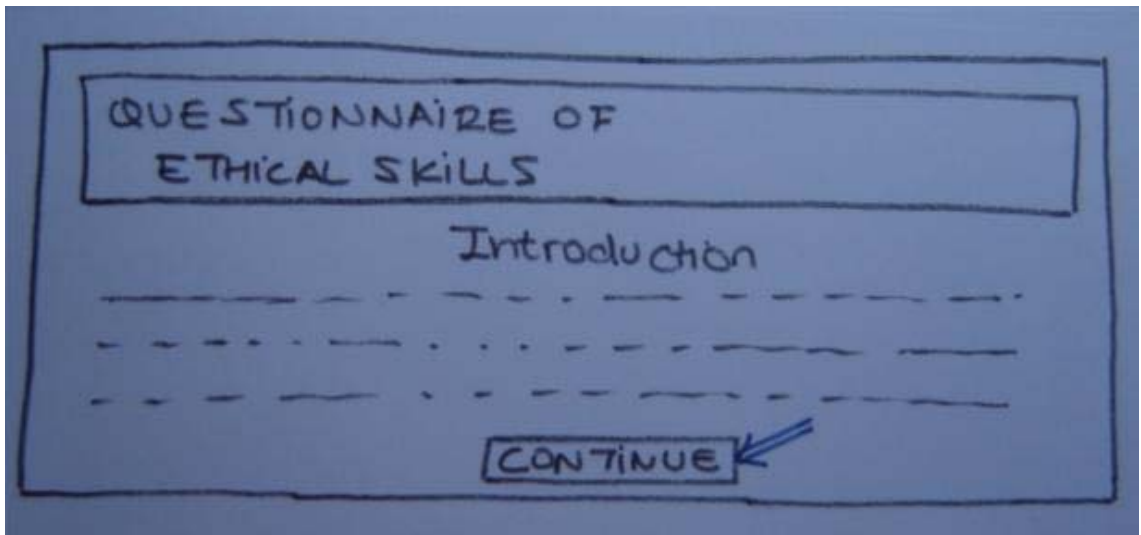 QUESTIONNAIRE OF
ETHICAL SKILLS
Introduction
CONTINUE